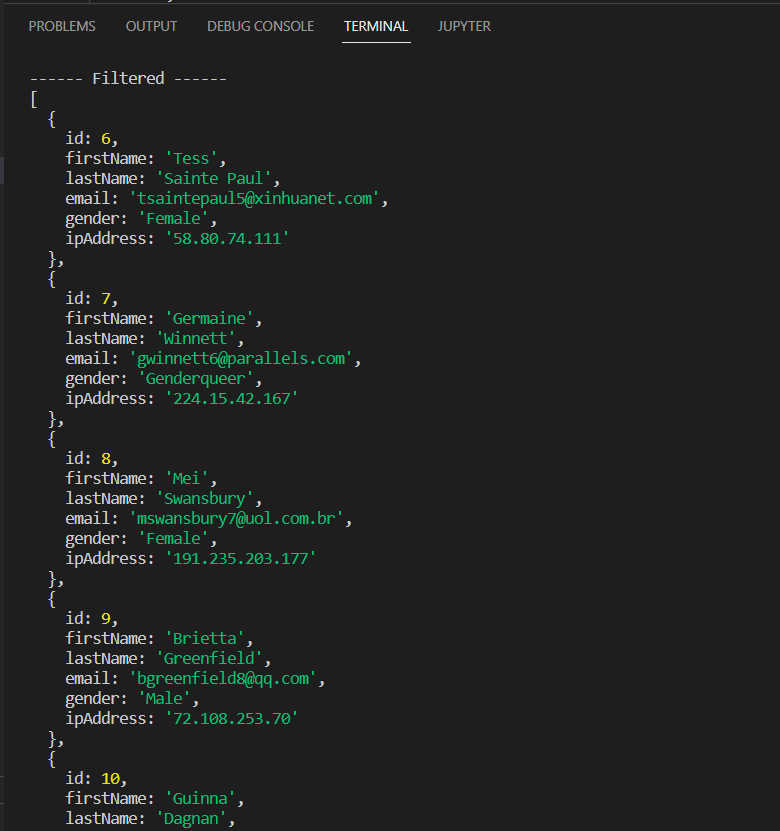 PROBLEMS OUTPUT DEBUG CONSOLE TERMINAL JUPYTER
------ Filtered ------
[
  {
    id: 6,
    firstName: 'Tess',
    lastName: 'Sainte Paul',
    email: 'tsaintepaul5@xinhuanet.com',
    gender: 'Female',
    ipAddress: '58.80.74.111'
  },
  {
    id: 7,
    firstName: 'Germaine',
    lastName: 'Winnett',
    email: 'gwinnett6@parallels.com',
    gender: 'Genderqueer',
    ipAddress: '224.15.42.167'
  },
  {
    id: 8,
    firstName: 'Mei',
    lastName: 'Swansbury',
    email: 'mswansbury7@uol.com.br',
    gender: 'Female',
    ipAddress: '191.235.203.177'
  },
  {
    id: 9,
    firstName: 'Brietta',
    lastName: 'Greenfield',
    email: 'bgreenfield8@qq.com',
    gender: 'Male',
    ipAddress: '72.108.253.70'
  },
  {
    id: 10,
    firstName: 'Guinna',
    lastName: 'Dagnan',